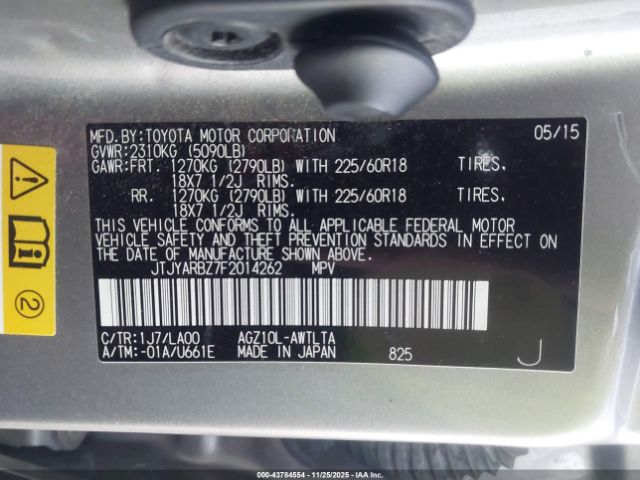 MFD.BY:TOYOTA MOTOR CORPORATION 05/15
GVWR:2310KG (5090LB)
GAWR:FRT. 1270KG (2790LB) WITH 225/60R18 TIRES.
18X7 1/2J RIMS.
RR. 1270KG (2790LB) WITH 225/60R18 TIRES.
18X7 1/2J RIMS.
THIS VEHICLE CONFORMS TO ALL APPLICABLE FEDERAL MOTOR
VEHICLE SAFETY AND THEFT PREVENTION STANDARDS IN EFFECT ON
THE DATE OF MANUFACTURE SHOWN ABOVE.
JTJYARBZ7F2014262 MPV
C/TR:1J7/LA00 AGZ10L-AWTLTA
A/TM:-01A/U661E MADE IN JAPAN 825 J
2
000-43784554 | 11/25/2025 — IAA, Inc.